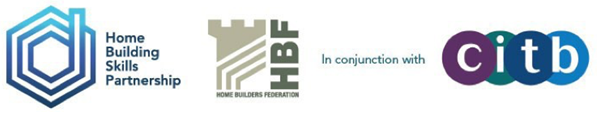 Home
Building
Skills
Partnership
HBF
HOME BUILDERS FEDERATION
In conjunction with
citb